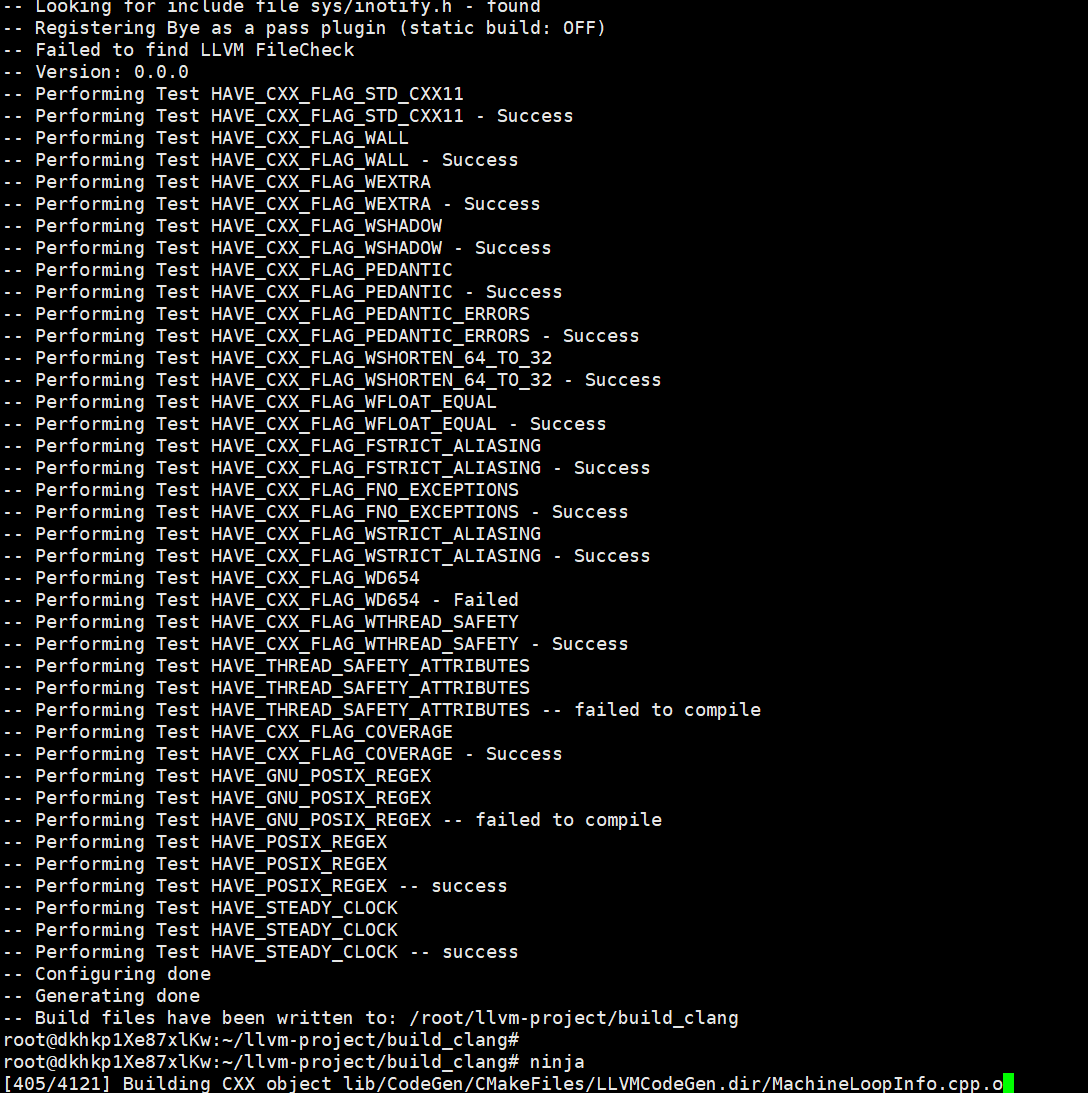 -- Looking for include file sys/inotify.h - found
-- Registering Bye as a pass plugin (static build: OFF)
-- Failed to find LLVM FileCheck
-- Version: 0.0.0
-- Performing Test HAVE_CXX_FLAG_STD_CXX11
-- Performing Test HAVE_CXX_FLAG_STD_CXX11 - Success
-- Performing Test HAVE_CXX_FLAG_WALL
-- Performing Test HAVE_CXX_FLAG_WALL - Success
-- Performing Test HAVE_CXX_FLAG_WEXTRA
-- Performing Test HAVE_CXX_FLAG_WEXTRA - Success
-- Performing Test HAVE_CXX_FLAG_WSHADOW
-- Performing Test HAVE_CXX_FLAG_WSHADOW - Success
-- Performing Test HAVE_CXX_FLAG_PEDANTIC
-- Performing Test HAVE_CXX_FLAG_PEDANTIC - Success
-- Performing Test HAVE_CXX_FLAG_PEDANTIC_ERRORS
-- Performing Test HAVE_CXX_FLAG_PEDANTIC_ERRORS - Success
-- Performing Test HAVE_CXX_FLAG_WSHORTEN_64_TO_32
-- Performing Test HAVE_CXX_FLAG_WSHORTEN_64_TO_32 - Success
-- Performing Test HAVE_CXX_FLAG_WFLOAT_EQUAL
-- Performing Test HAVE_CXX_FLAG_WFLOAT_EQUAL - Success
-- Performing Test HAVE_CXX_FLAG_FSTRICT_ALIASING
-- Performing Test HAVE_CXX_FLAG_FSTRICT_ALIASING - Success
-- Performing Test HAVE_CXX_FLAG_FNO_EXCEPTIONS
-- Performing Test HAVE_CXX_FLAG_FNO_EXCEPTIONS - Success
-- Performing Test HAVE_CXX_FLAG_WSTRICT_ALIASING
-- Performing Test HAVE_CXX_FLAG_WSTRICT_ALIASING - Success
-- Performing Test HAVE_CXX_FLAG_WD654
-- Performing Test HAVE_CXX_FLAG_WD654 - Failed
-- Performing Test HAVE_CXX_FLAG_WTHREAD_SAFETY
-- Performing Test HAVE_CXX_FLAG_WTHREAD_SAFETY - Success
-- Performing Test HAVE_THREAD_SAFETY_ATTRIBUTES
-- Performing Test HAVE_THREAD_SAFETY_ATTRIBUTES
-- Performing Test HAVE_THREAD_SAFETY_ATTRIBUTES -- failed to compile
-- Performing Test HAVE_CXX_FLAG_COVERAGE
-- Performing Test HAVE_CXX_FLAG_COVERAGE - Success
-- Performing Test HAVE_GNU_POSIX_REGEX
-- Performing Test HAVE_GNU_POSIX_REGEX
-- Performing Test HAVE_GNU_POSIX_REGEX -- failed to compile
-- Performing Test HAVE_POSIX_REGEX
-- Performing Test HAVE_POSIX_REGEX
-- Performing Test HAVE_POSIX_REGEX -- success
-- Performing Test HAVE_STEADY_CLOCK
-- Performing Test HAVE_STEADY_CLOCK
-- Performing Test HAVE_STEADY_CLOCK -- success
-- Configuring done
-- Generating done
-- Build files have been written to: /root/llvm-project/build_clang
root@dkhkp1Xe87xlKw:~/llvm-project/build_clang#
root@dkhkp1Xe87xlKw:~/llvm-project/build_clang# ninja
[405/4121] Building CXX object lib/CodeGen/CMakeFiles/LLVMCodeGen.dir/MachineLoopInfo.cpp.o